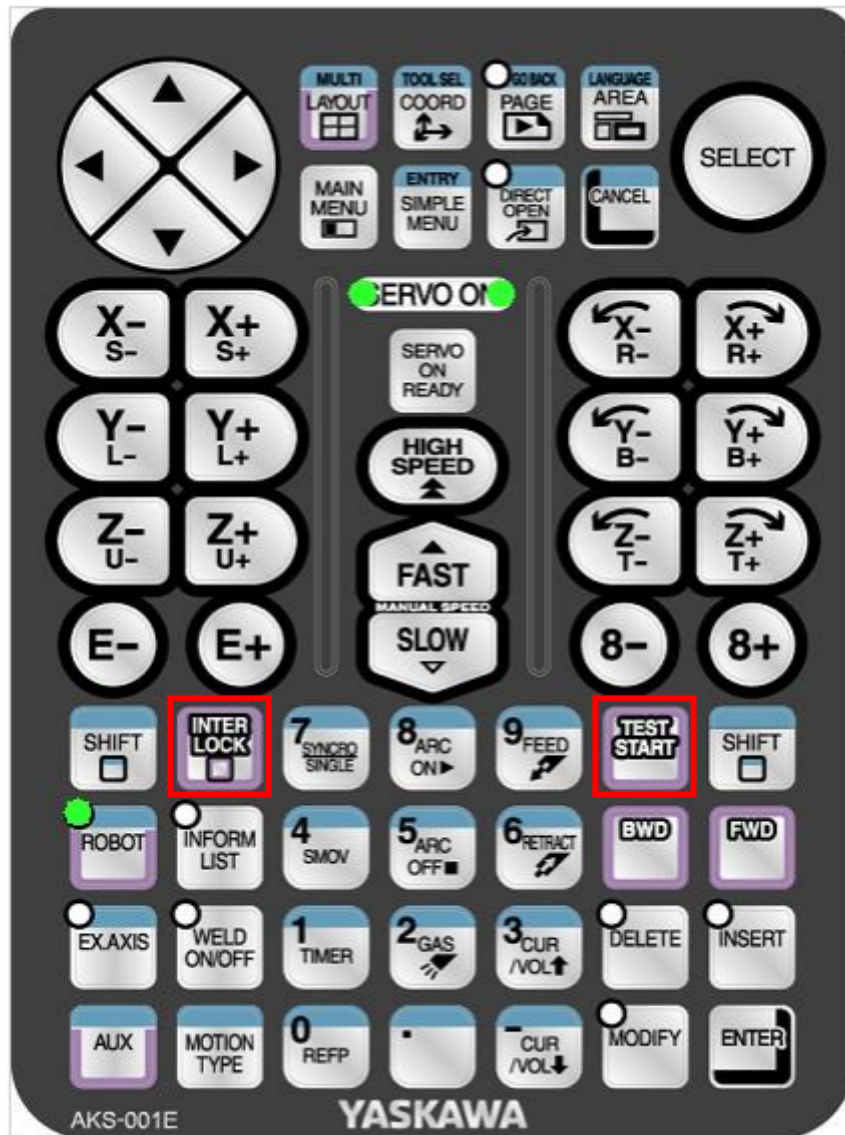 MULTI
LAYOUT
TOOL SEL
COORD
GO BACK
PAGE
LANGUAGE
AREA
SELECT
MAIN
MENU
ENTRY
SIMPLE
MENU
DIRECT
OPEN
CANCEL
SERVO ON
X-
S-
X+
S+
SERVO
ON
READY
X-
R-
X+
R+
Y-
L-
Y+
L+
HIGH
SPEED
Y-
B-
Y+
B+
Z-
U-
Z+
U+
FAST
MANUAL SPEED
SLOW
Z-
T-
Z+
T+
E-
E+
8-
8+
SHIFT
INTER
LOCK
7
SYNCRO
SINGLE
8
ARC
ON▶
9
FEED
TEST
START
SHIFT
ROBOT
INFORM
LIST
4
SMOV
5
ARC
OFF■
6
RETRACT
BWD
FWD
EX.AXIS
WELD
ON/OFF
1
TIMER
2
GAS
3
CUR
/VOL⬆
DELETE
INSERT
AUX
MOTION
TYPE
0
REFP
.
-
CUR
/VOL⬇
MODIFY
ENTER
AKS-001E
YASKAWA